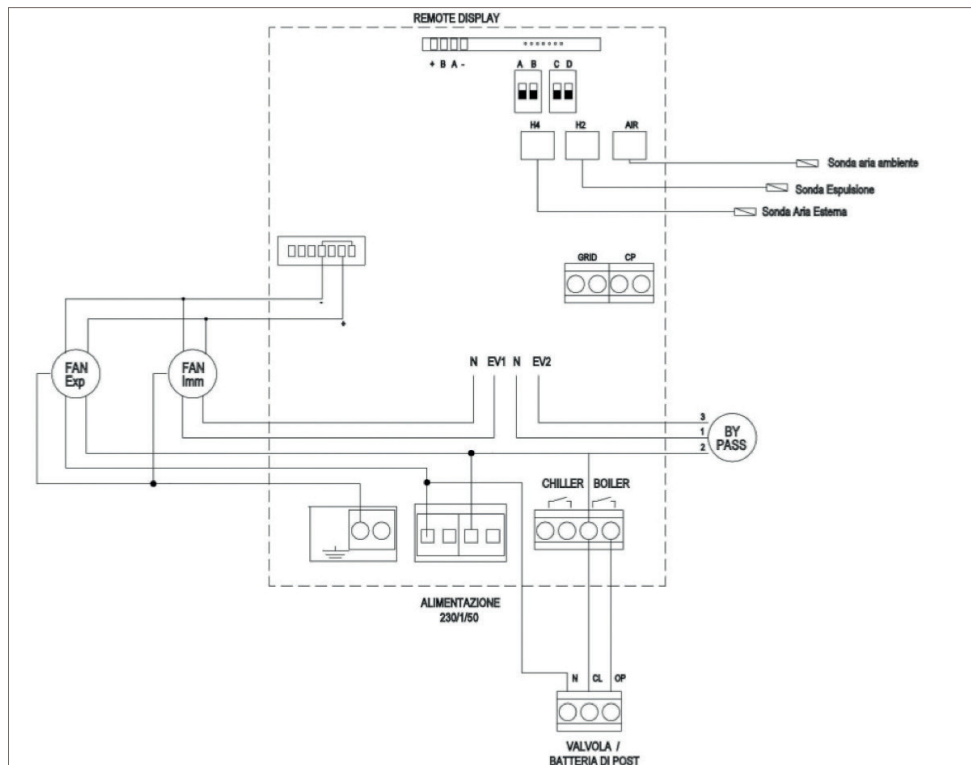 REMOTE DISPLAY
+ B A -
A B C D
H4 H2 AIR
Sonda aria ambiente
Sonda Espulsione
Sonda Aria Esterna
GRID CP
-
+
FAN
Exp
FAN
Imm
N EV1 N EV2
3
1
2
BY
PASS
CHILLER BOILER
ALIMENTAZIONE
230/1/50
N CL OP
VALVOLA /
BATTERIA DI POST